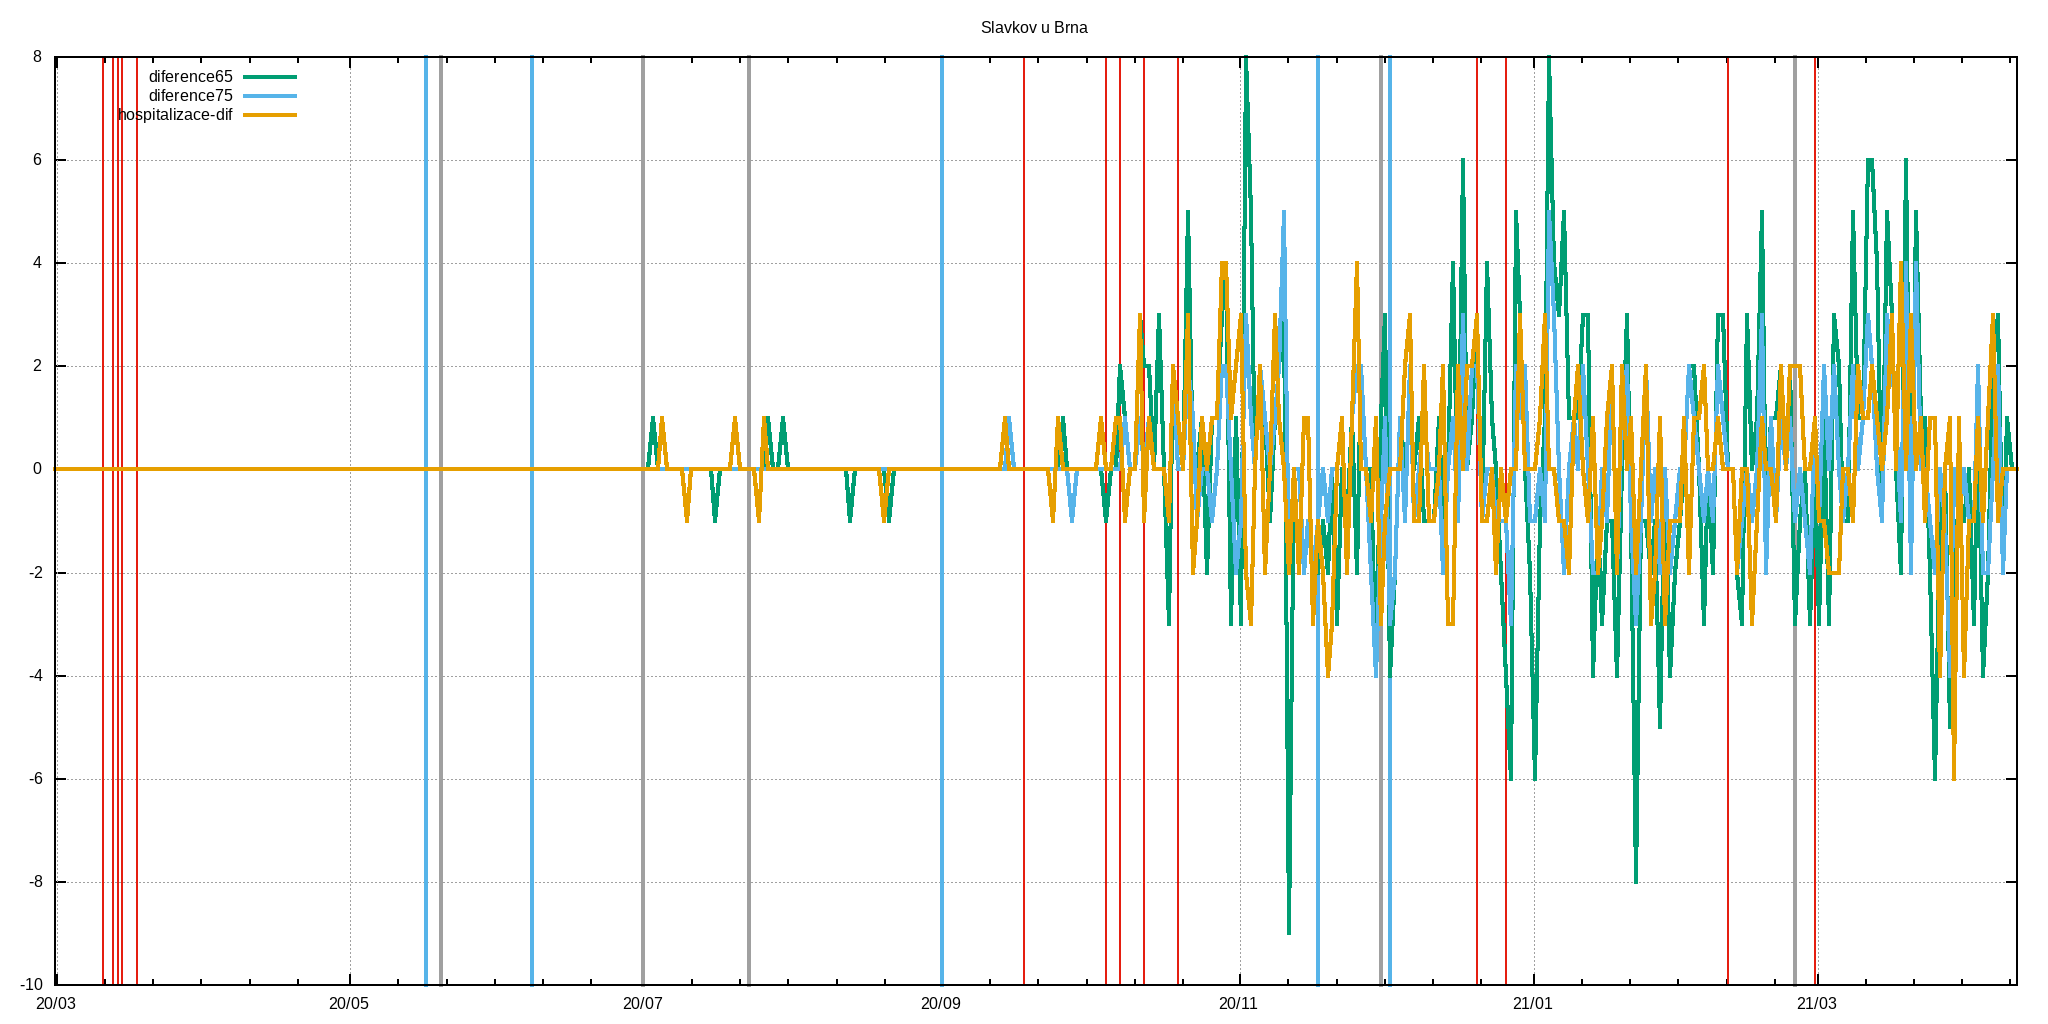 Slavkov u Brna
diference65
diference75
hospitalizace-dif
8
6
4
2
0
-2
-4
-6
-8
-10
20/03 20/05 20/07 20/09 20/11 21/01 21/03